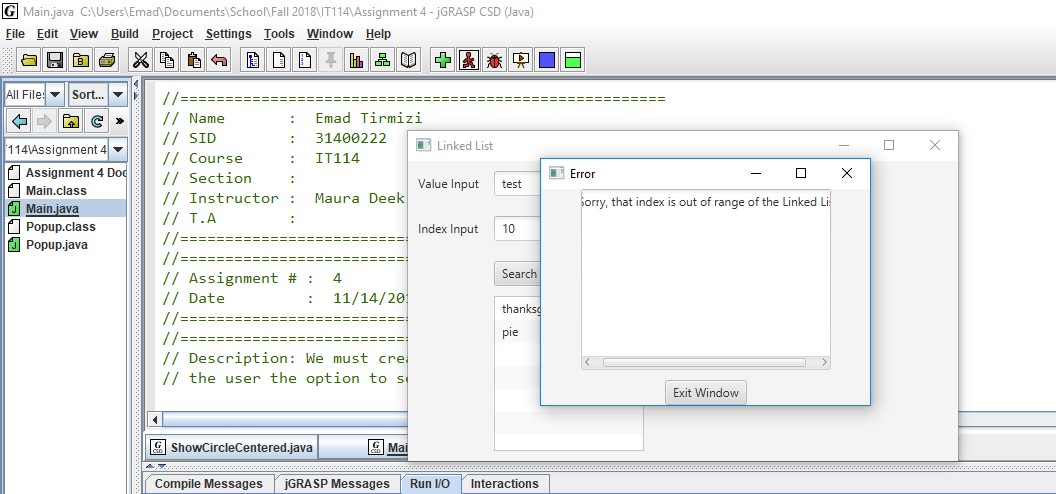 Main.java C:\Users\Emad\Documents\School\Fall 2018\IT114\Assignment 4 - jGRASP CSD (Java)
File Edit View Build Project Settings Tools Window Help
All File Sort...
114\Assignment 4
Assignment 4 Doc
Main.class
Main.java
Popup.class
Popup.java
//==================================================
// Name : Emad Tirmizi
// SID : 31400222
// Course : IT114
// Section :
// Instructor : Maura Deek
// T.A :
//==========================
//==========================
// Assignment # : 4
// Date : 11/14/201
//==========================
//==========================
// Description: We must crea
// the user the option to se
Linked List
Value Input test
Index Input 10
Search
thanksg
pie
Error
Sorry, that index is out of range of the Linked Lis
Exit Window
ShowCircleCentered.java Mai
Compile Messages jGRASP Messages Run I/O Interactions